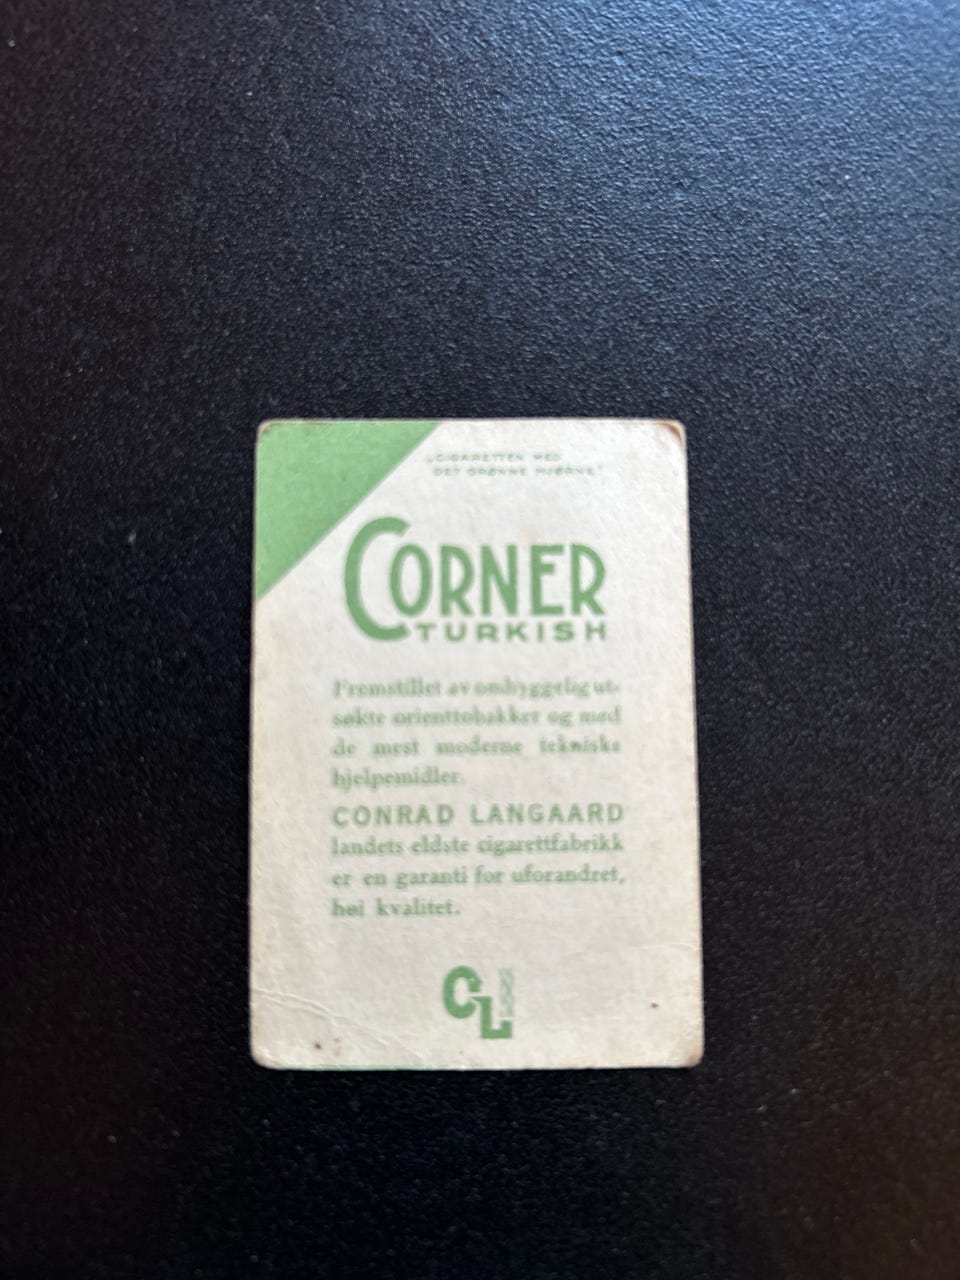 „CIGARETTEN MED
DET GRØNNE HJØRNE"
CORNER
TURKISH
Fremstillet av omhyggelig ut-
søkte orienttobakker og med
de mest moderne tekniske
hjelpemidler.
CONRAD LANGAARD
landets eldste cigarettfabrikk
er en garanti for uforandret,
høi kvalitet.
CL